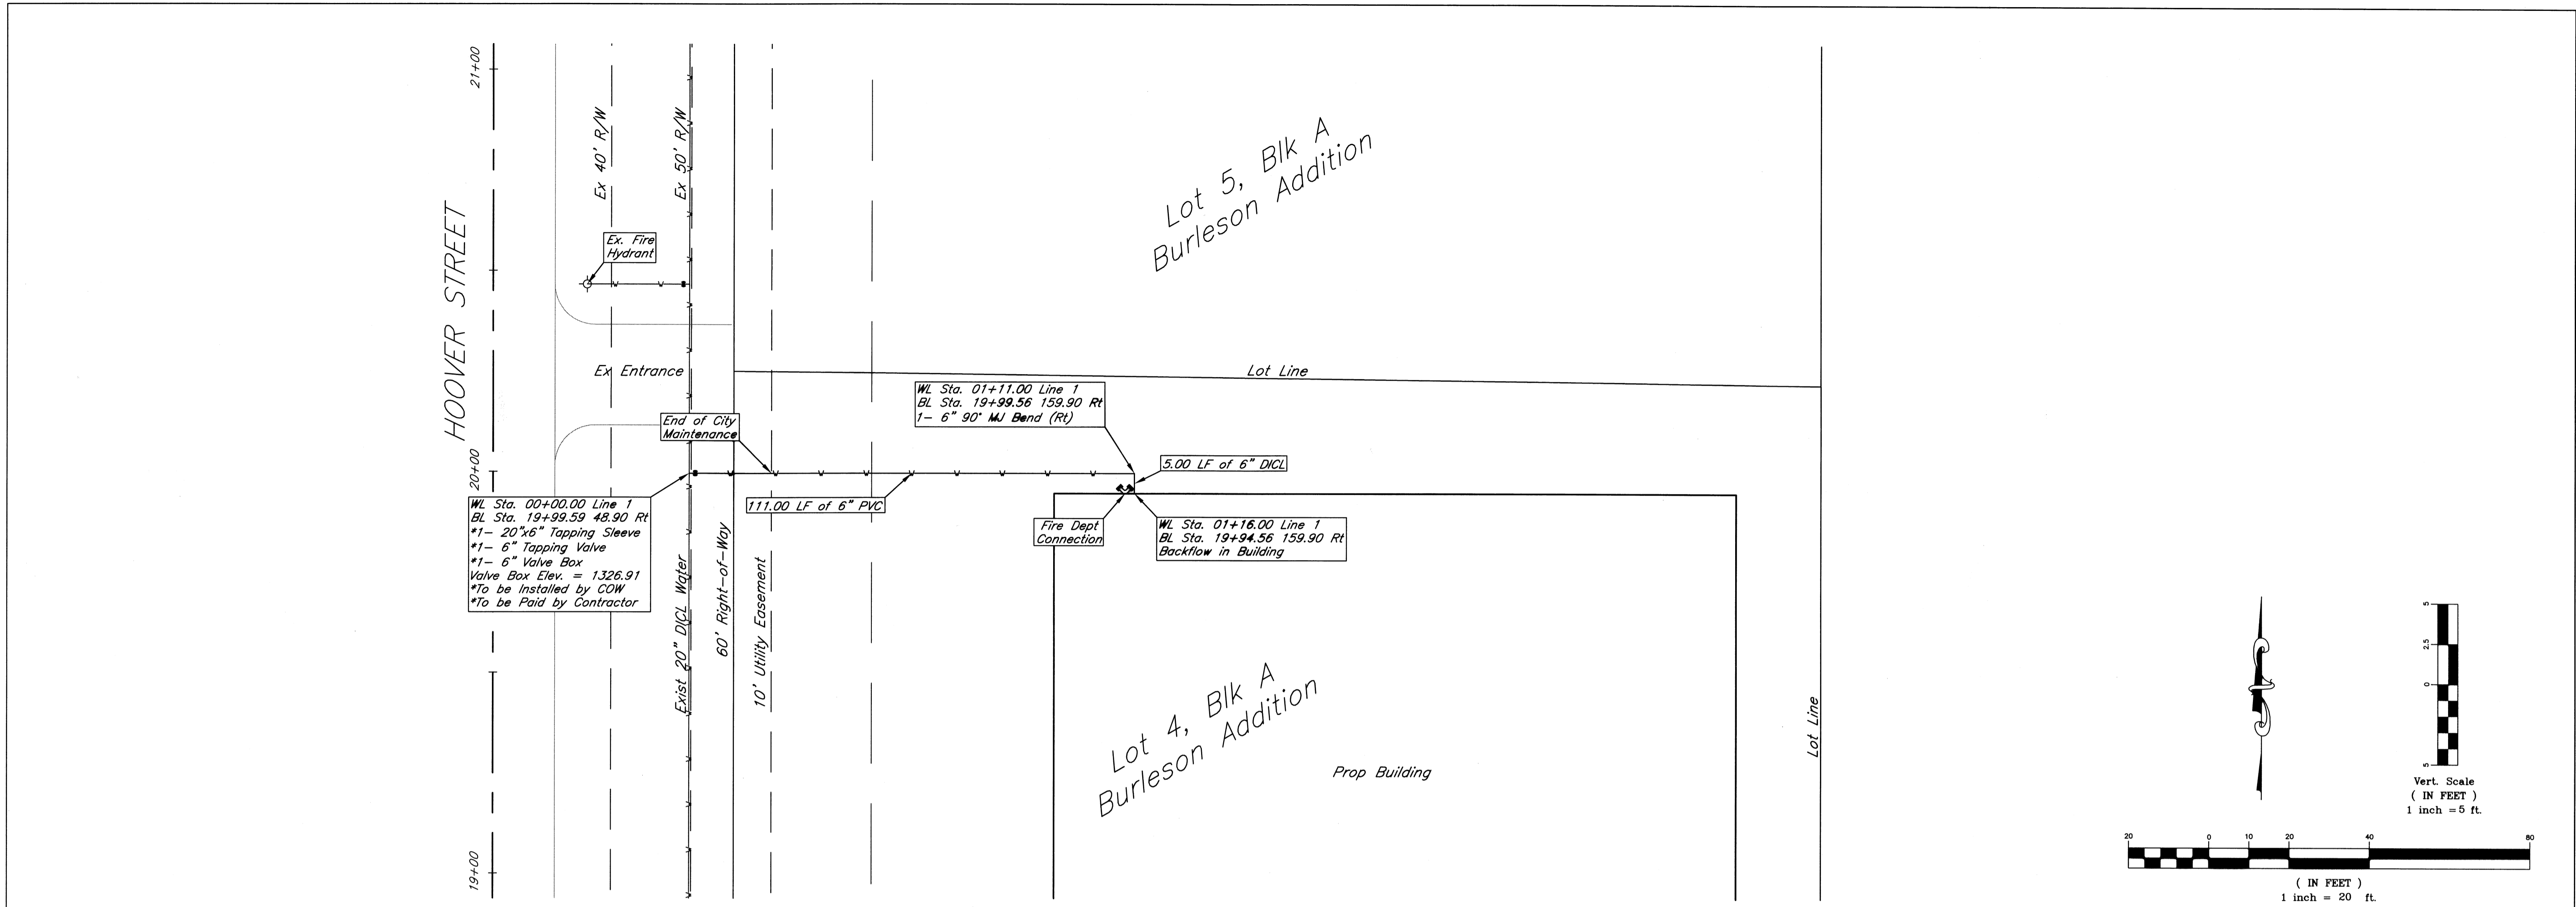 21+00
Ex 40' R/W
Ex 50' R/W
HOOVER STREET
Ex. Fire
Hydrant
Lot 5, Blk A
Burleson Addition
Ex Entrance
Lot Line
WL Sta. 01+11.00 Line 1
BL Sta. 19+99.56 159.90 Rt
1- 6" 90° MJ Bend (Rt)
End of City
Maintenance
20+00
5.00 LF of 6" DICL
WL Sta. 00+00.00 Line 1
BL Sta. 19+99.59 48.90 Rt
*1- 20"x6" Tapping Sleeve
*1- 6" Tapping Valve
*1- 6" Valve Box
Valve Box Elev. = 1326.91
*To be Installed by COW
*To be Paid by Contractor
111.00 LF of 6" PVC
Fire Dept
Connection
WL Sta. 01+16.00 Line 1
BL Sta. 19+94.56 159.90 Rt
Backflow in Building
Exist 20" DICL Water
60' Right-of-Way
10' Utility Easement
Lot 4, Blk A
Burleson Addition
Prop Building
Lot Line
19+00
5
2.5
0
5
Vert. Scale
( IN FEET )
1 inch = 5 ft.
20 0 10 20 40 80
( IN FEET )
1 inch = 20 ft.